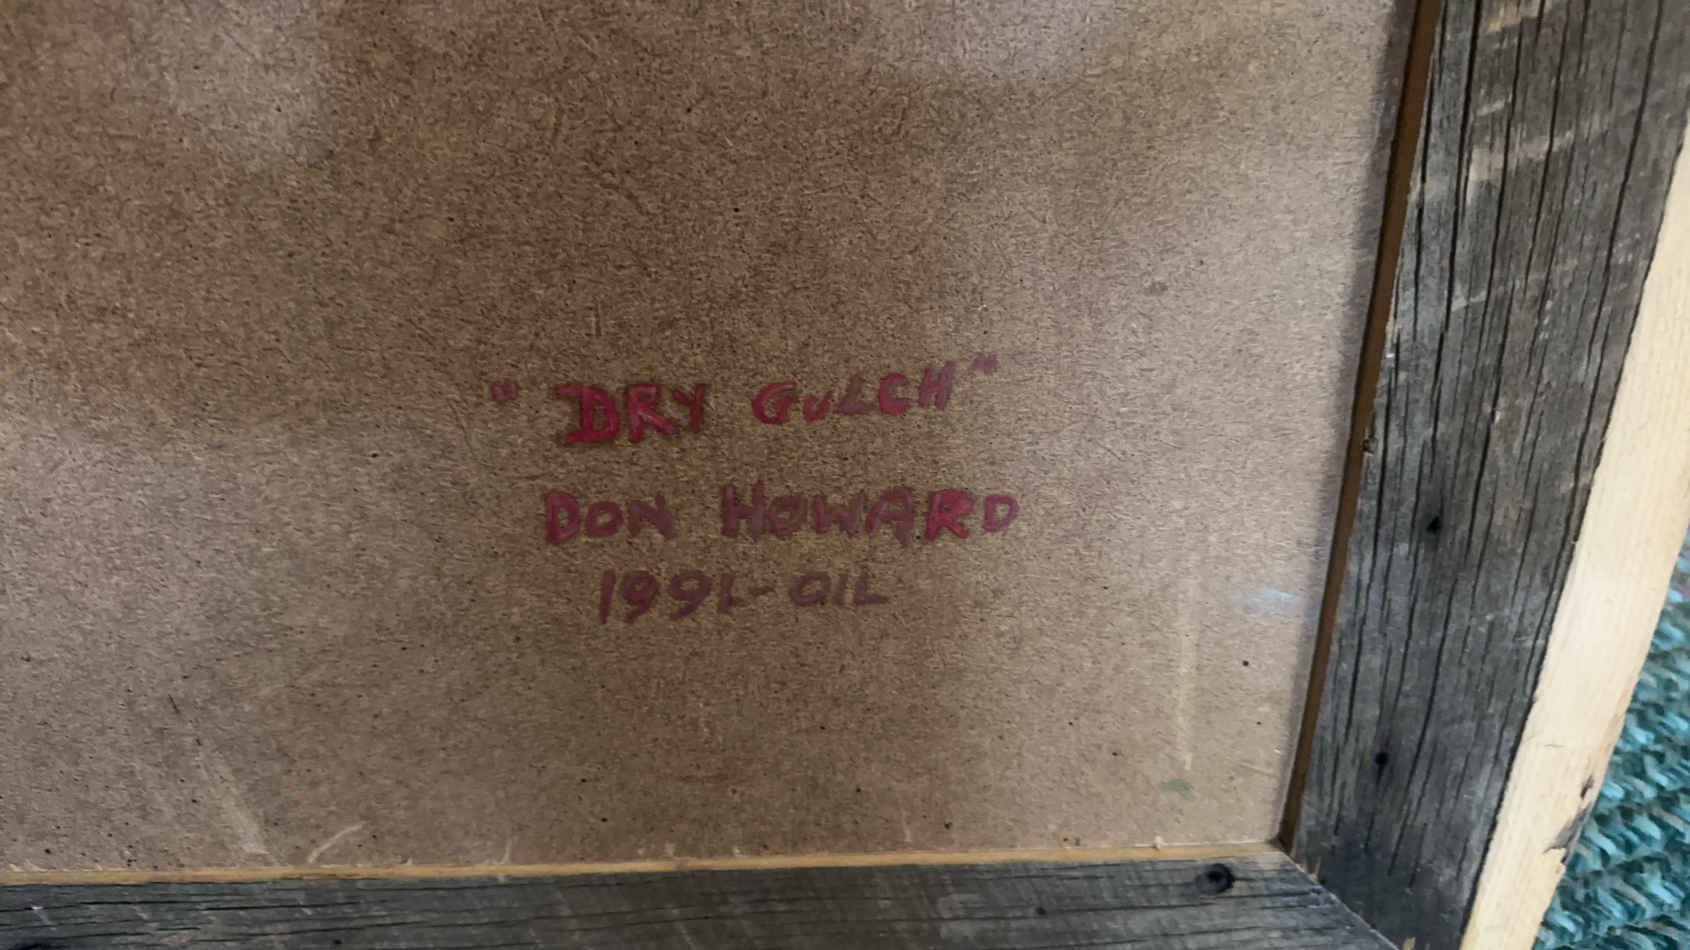 "DRY GULCH"
DON HOWARD
1991-OIL